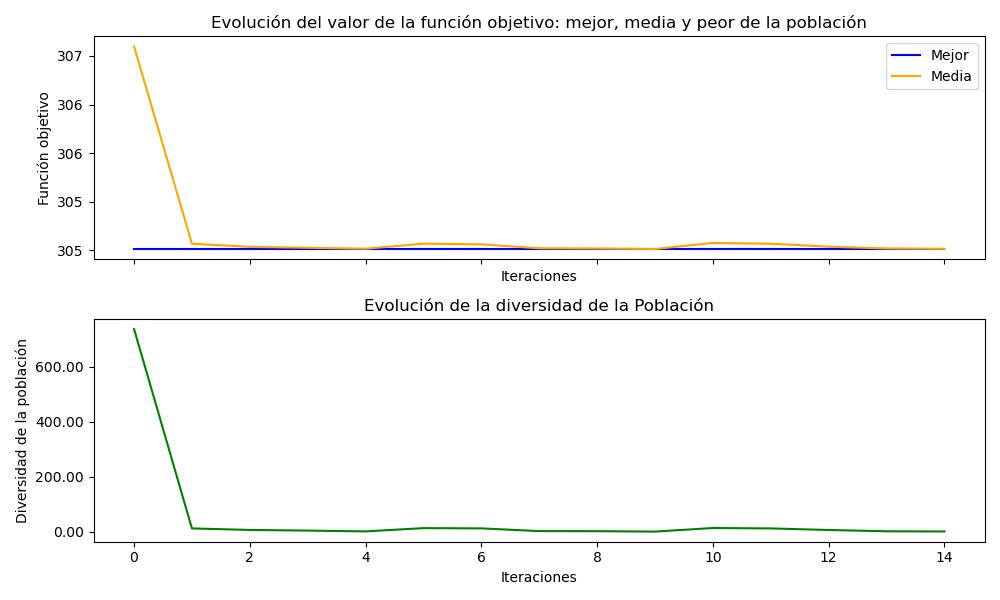 Evolución del valor de la función objetivo: mejor, media y peor de la población
Función objetivo
307
306
306
305
305
Mejor
Media
Iteraciones
Evolución de la diversidad de la Población
Diversidad de la población
600.00
400.00
200.00
0.00
0 2 4 6 8 10 12 14
Iteraciones